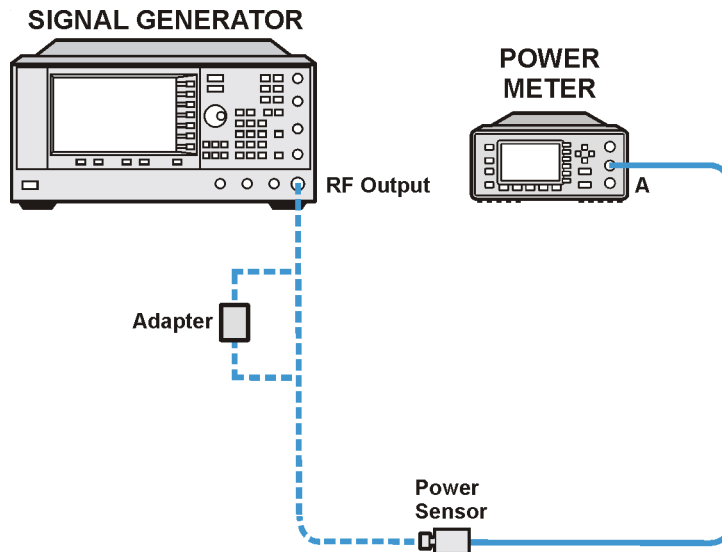 SIGNAL GENERATOR
POWER
METER
RF Output
A
Adapter
Power
Sensor